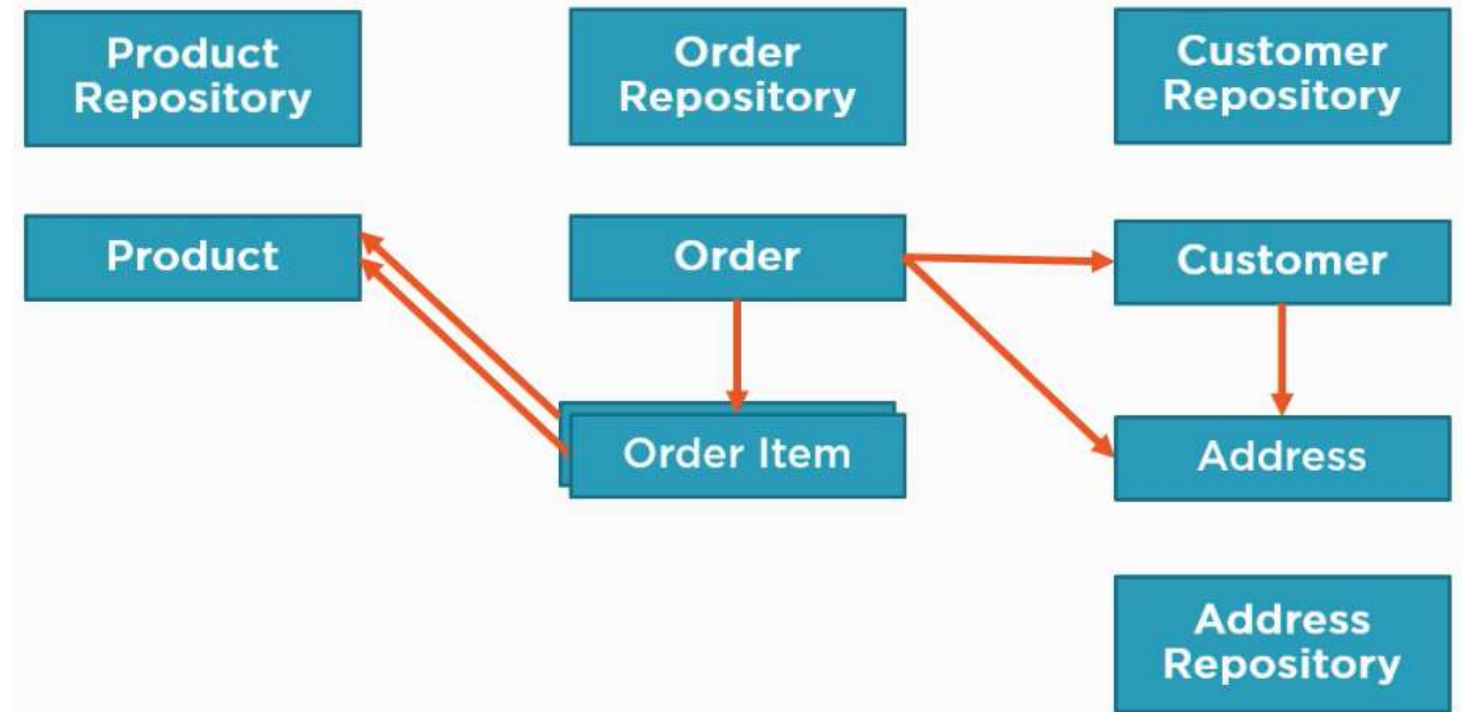 Product
Repository
Order
Repository
Customer
Repository
Product
Order
Customer
Order Item
Address
Address
Repository